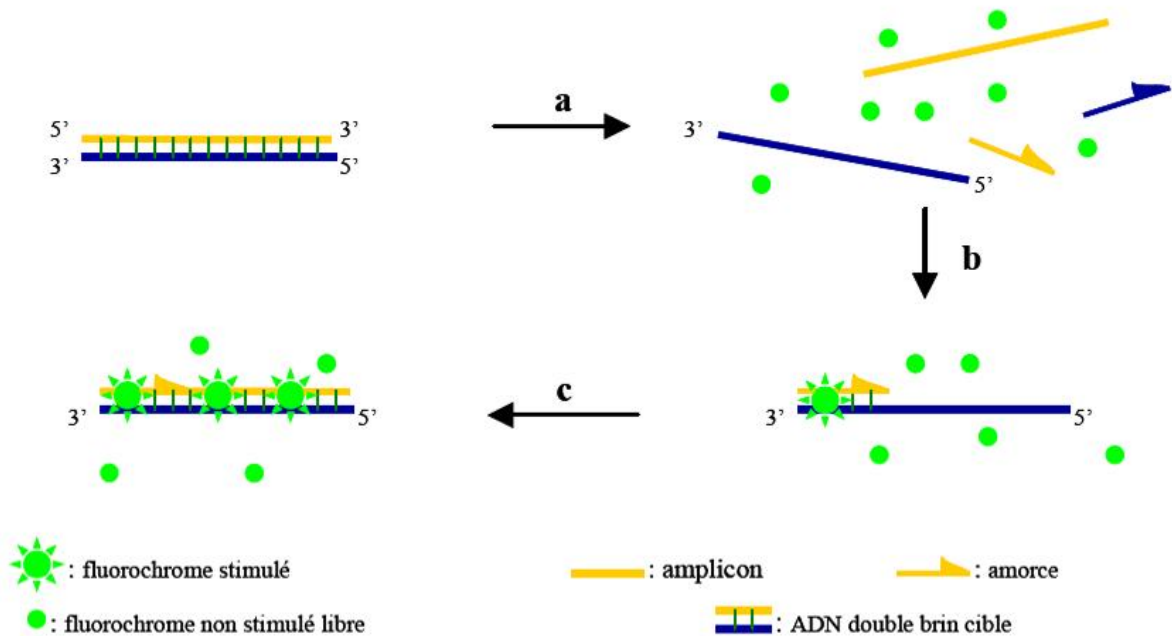 a
5’ 3’
3’ 5’
3’
5’
b
c
3’ 5’
3’ 5’
: fluorochrome stimulé
: amplicon
: amorce
: fluorochrome non stimulé libre
: ADN double brin cible